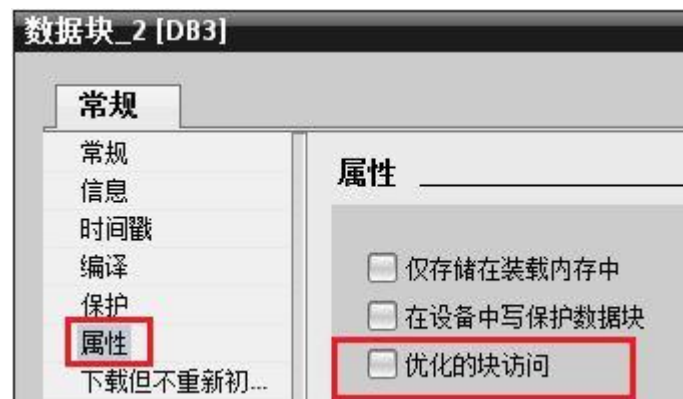 数据块_2 [DB3]
常规
常规
信息
时间戳
编译
保护
属性
下载但不重新初...
属性
仅存储在装载内存中
在设备中写保护数据块
优化的块访问